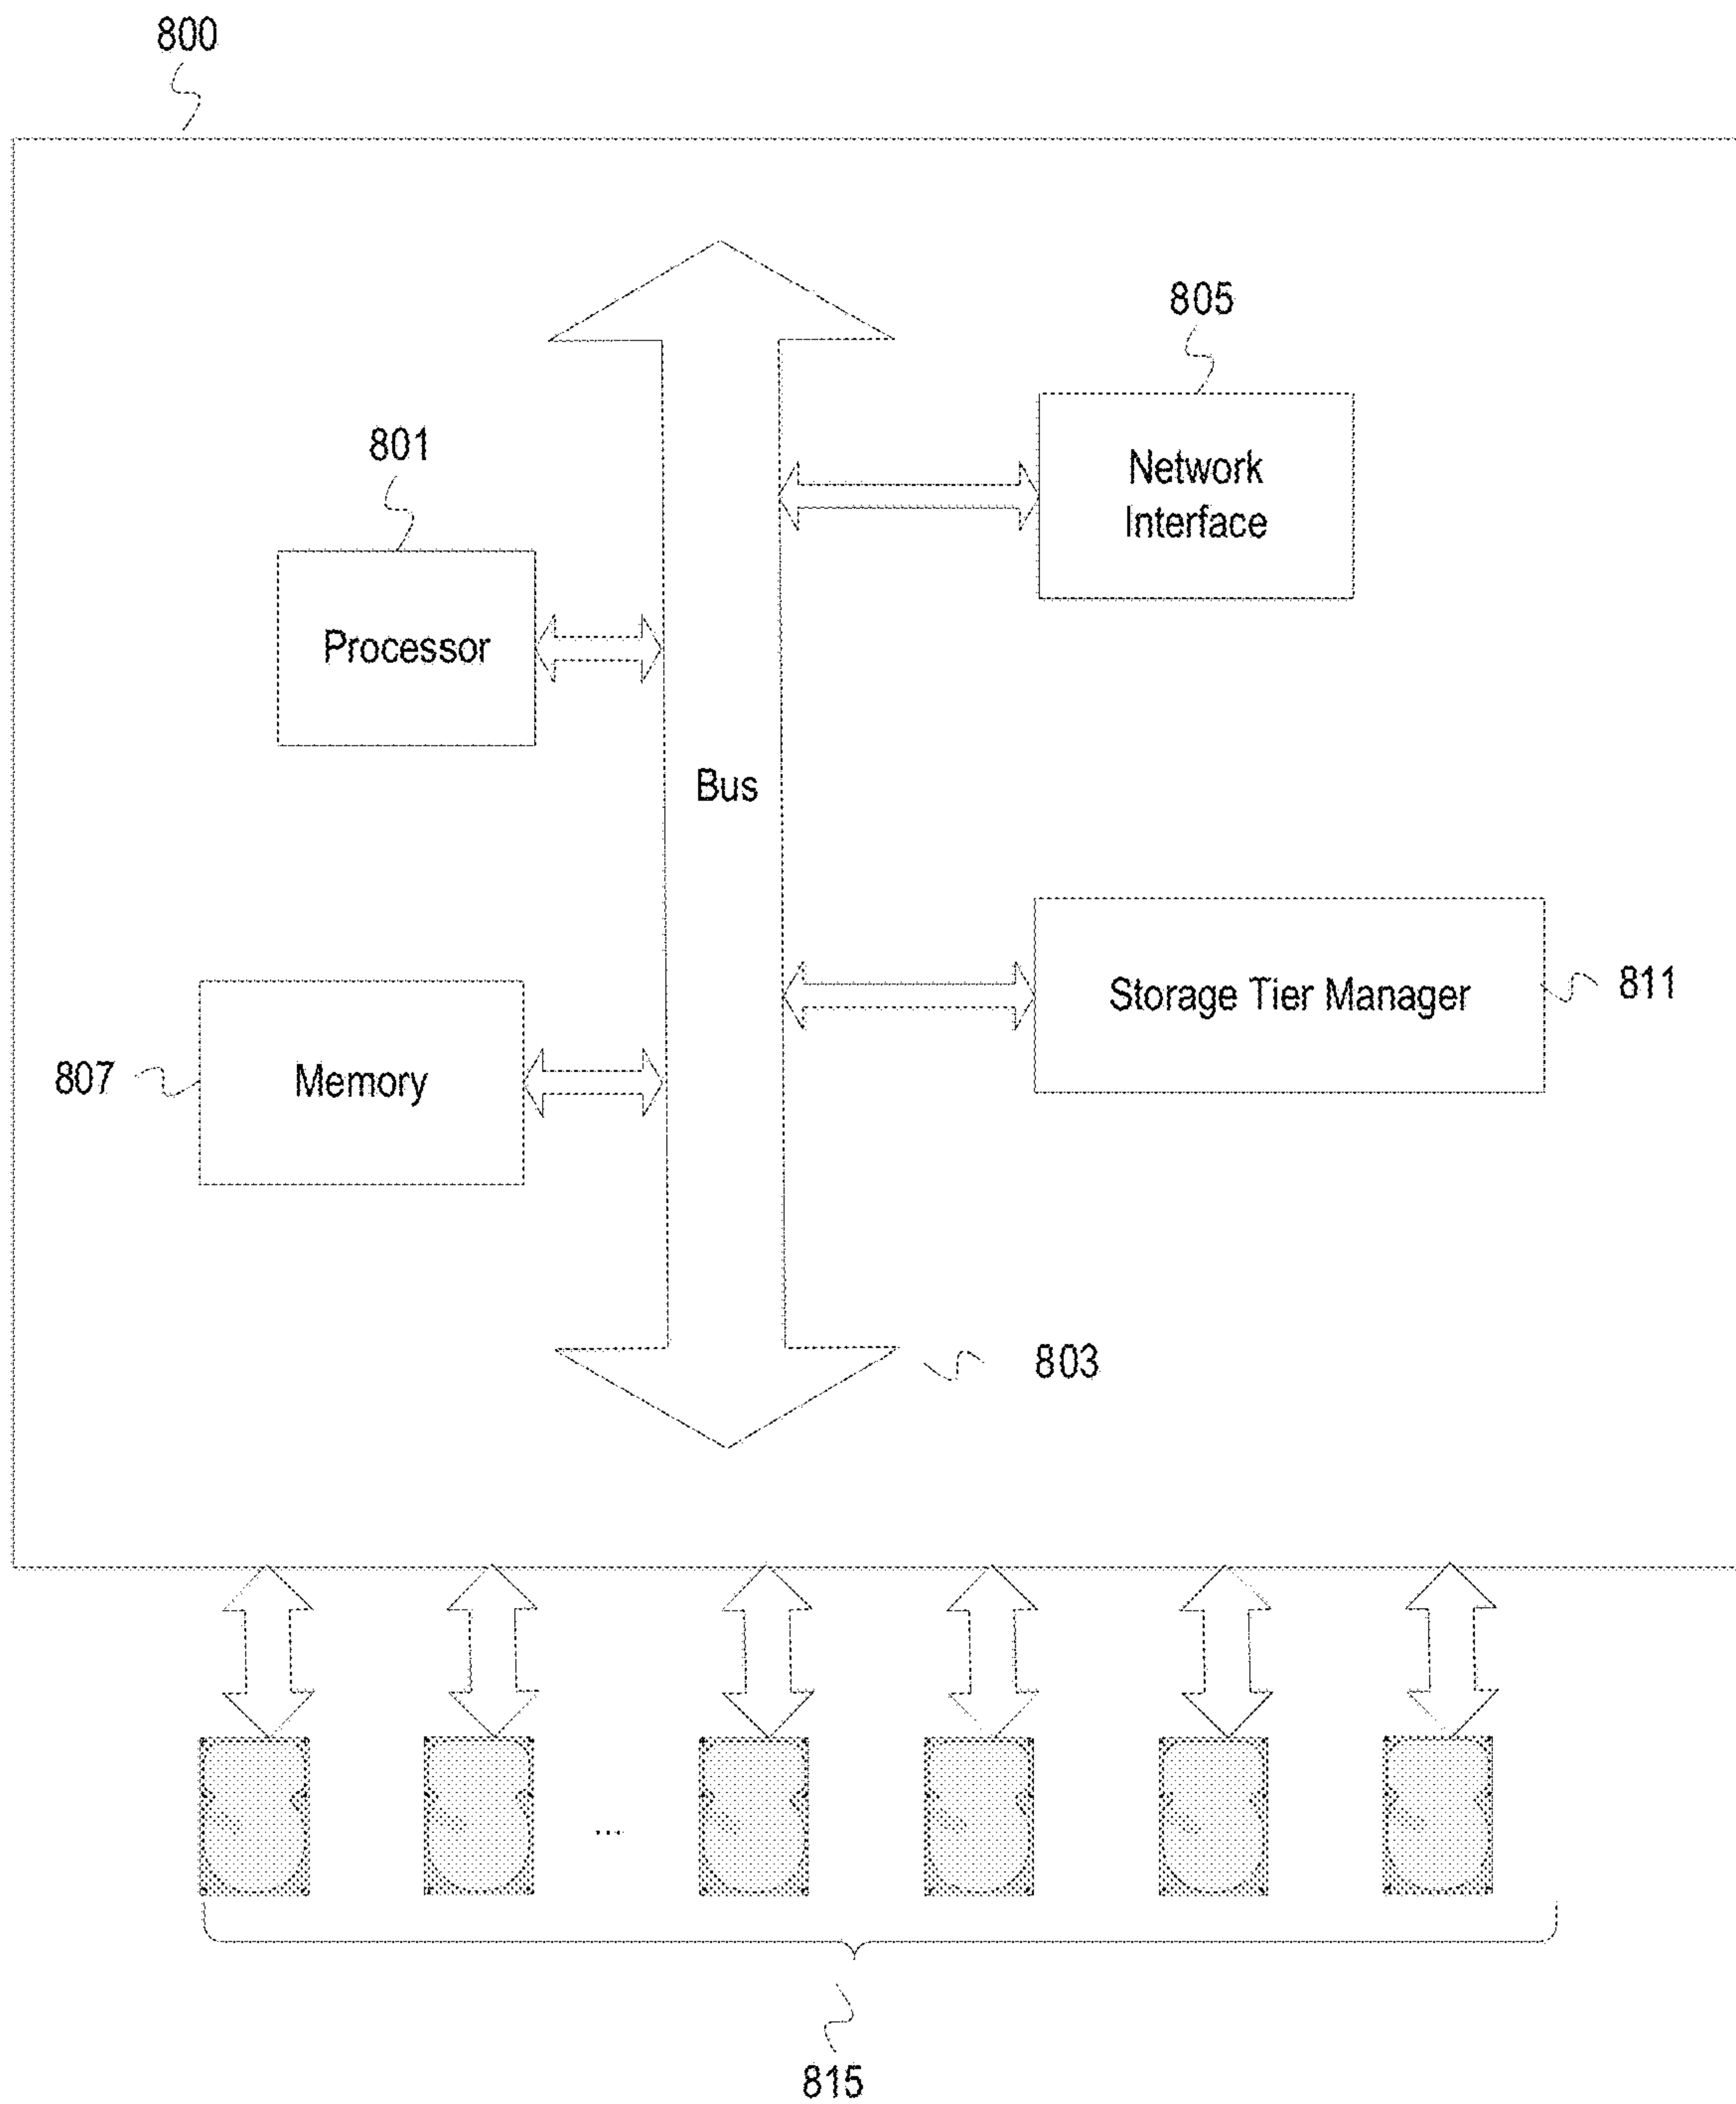 800
805
Network
Interface
801
Processor
Bus
Storage Tier Manager
811
807
Memory
803
...
815